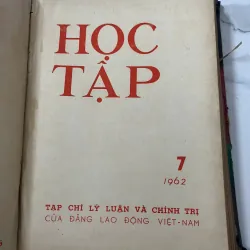 HỌC
TẬP
7
1962
TẠP CHÍ LÝ LUẬN VÀ CHÍNH TRỊ
CỦA ĐẢNG LAO ĐỘNG VIỆT-NAM